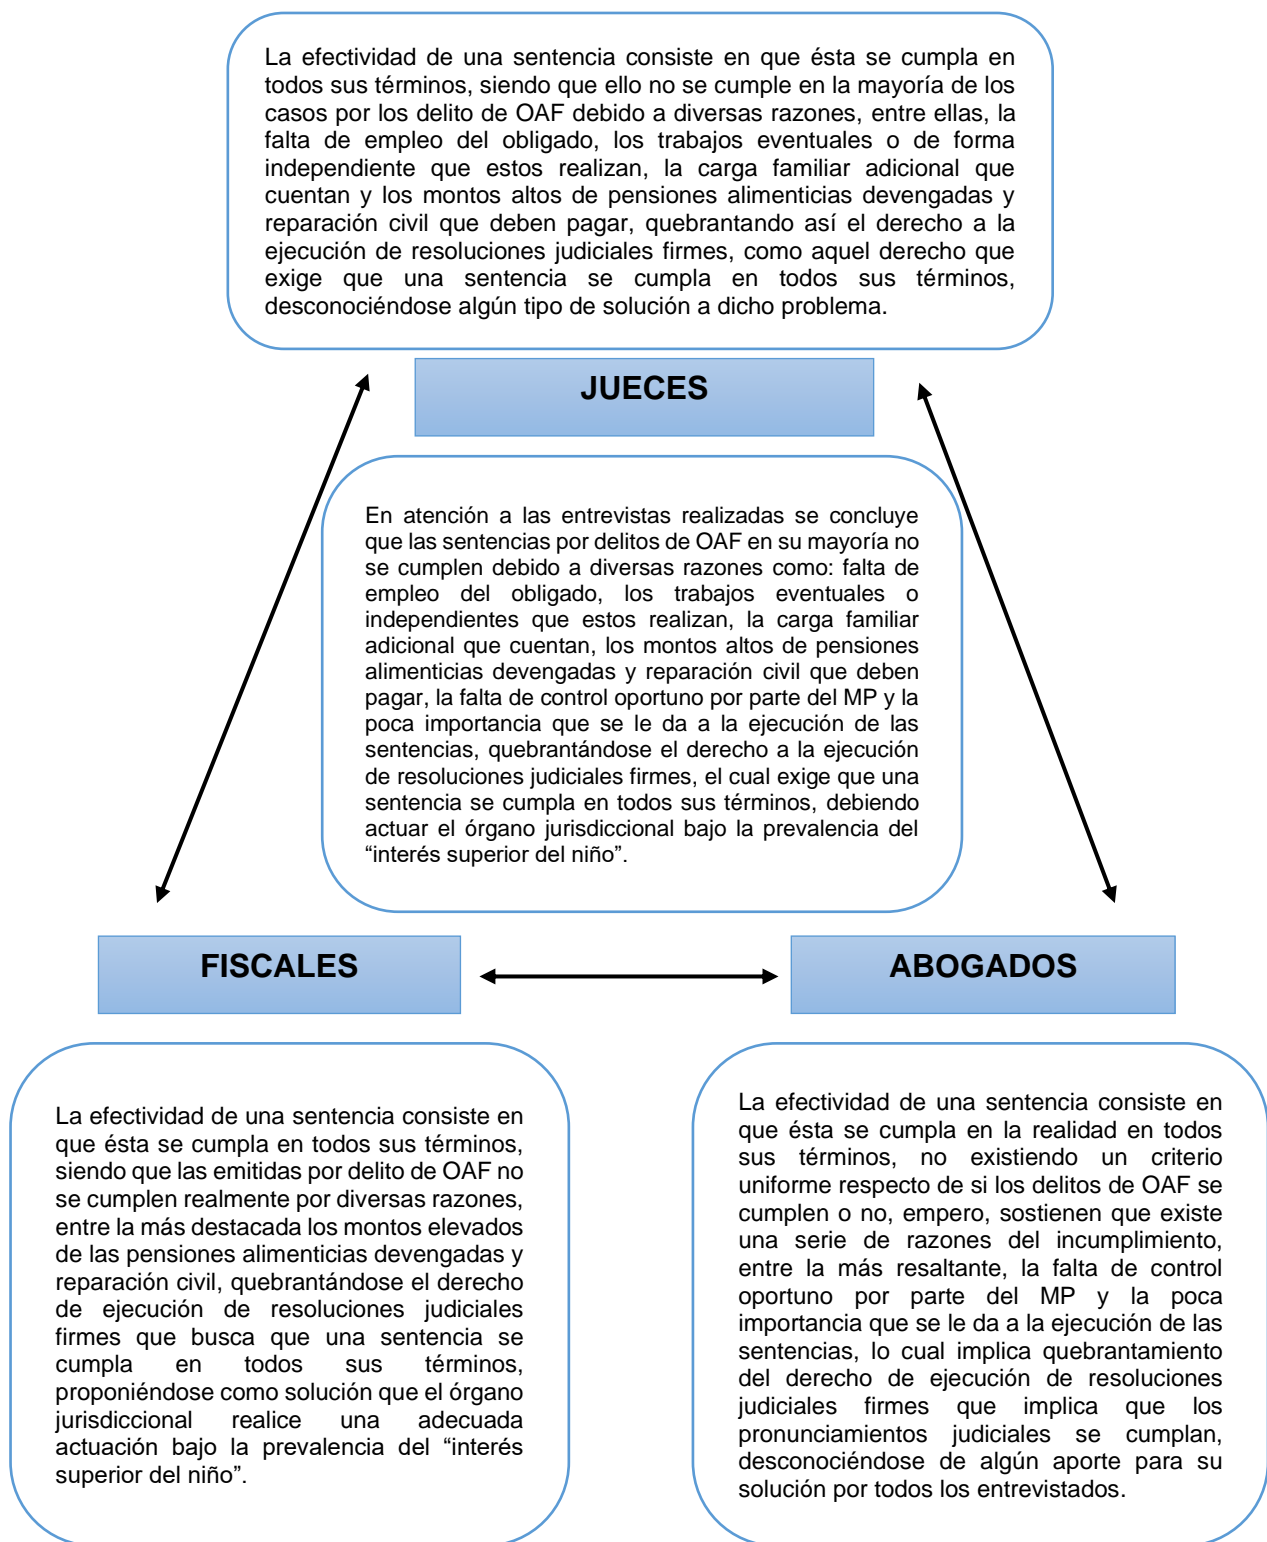 La efectividad de una sentencia consiste en que ésta se cumpla en
todos sus términos, siendo que ello no se cumple en la mayoría de los
casos por los delito de OAF debido a diversas razones, entre ellas, la
falta de empleo del obligado, los trabajos eventuales o de forma
independiente que estos realizan, la carga familiar adicional que
cuentan y los montos altos de pensiones alimenticias devengadas y
reparación civil que deben pagar, quebrantando así el derecho a la
ejecución de resoluciones judiciales firmes, como aquel derecho que
exige que una sentencia se cumpla en todos sus términos,
desconociéndose algún tipo de solución a dicho problema.
JUECES
En atención a las entrevistas realizadas se concluye
que las sentencias por delitos de OAF en su mayoría no
se cumplen debido a diversas razones como: falta de
empleo del obligado, los trabajos eventuales o
independientes que estos realizan, la carga familiar
adicional que cuentan, los montos altos de pensiones
alimenticias devengadas y reparación civil que deben
pagar, la falta de control oportuno por parte del MP y la
poca importancia que se le da a la ejecución de las
sentencias, quebrantándose el derecho a la ejecución
de resoluciones judiciales firmes, el cual exige que una
sentencia se cumpla en todos sus términos, debiendo
actuar el órgano jurisdiccional bajo la prevalencia del
“interés superior del niño”.
FISCALES
ABOGADOS
La efectividad de una sentencia consiste en
que ésta se cumpla en todos sus términos,
siendo que las emitidas por delito de OAF no
se cumplen realmente por diversas razones,
entre la más destacada los montos elevados
de las pensiones alimenticias devengadas y
reparación civil, quebrantándose el derecho
de ejecución de resoluciones judiciales
firmes que busca que una sentencia se
cumpla en todos sus términos,
proponiéndose como solución que el órgano
jurisdiccional realice una adecuada
actuación bajo la prevalencia del “interés
superior del niño”.
La efectividad de una sentencia consiste en
que ésta se cumpla en la realidad en todos
sus términos, no existiendo un criterio
uniforme respecto de si los delitos de OAF se
cumplen o no, empero, sostienen que existe
una serie de razones del incumplimiento,
entre la más resaltante, la falta de control
oportuno por parte del MP y la poca
importancia que se le da a la ejecución de las
sentencias, lo cual implica quebrantamiento
del derecho de ejecución de resoluciones
judiciales firmes que implica que los
pronunciamientos judiciales se cumplan,
desconociéndose de algún aporte para su
solución por todos los entrevistados.